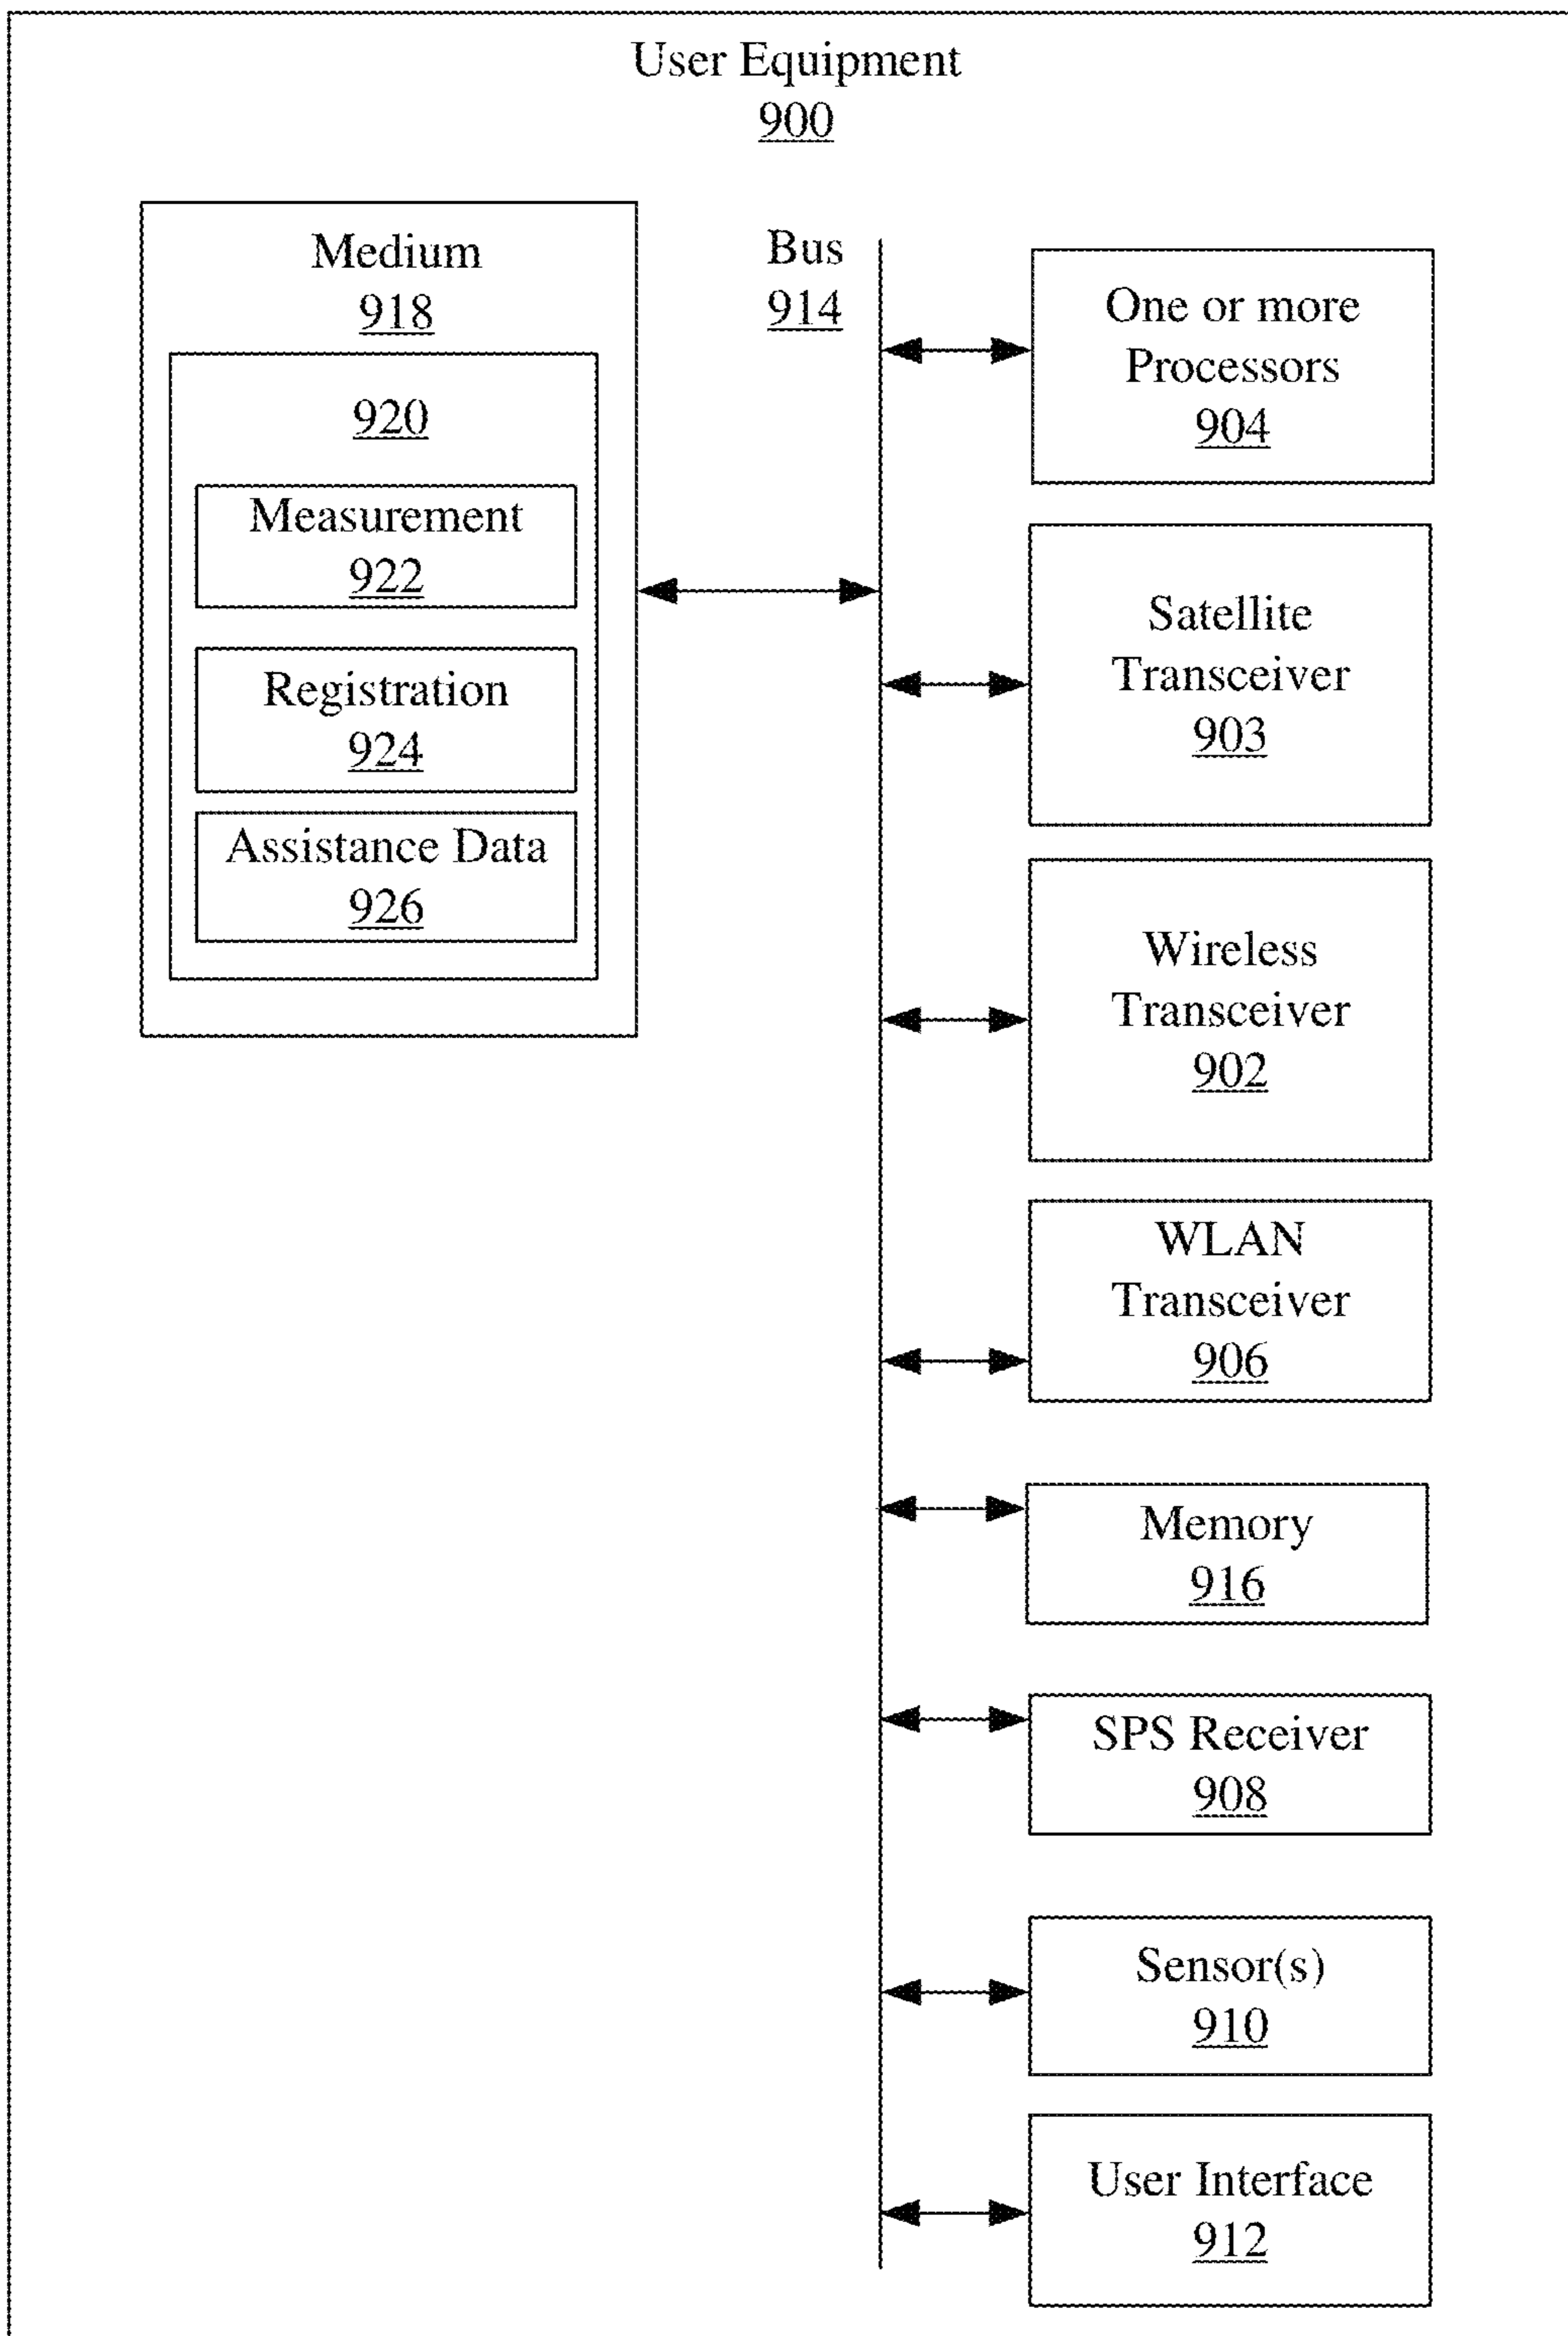 User Equipment
900
Medium
918
920
Measurement
922
Registration
924
Assistance Data
926
Bus
914
One or more
Processors
904
Satellite
Transceiver
903
Wireless
Transceiver
902
WLAN
Transceiver
906
Memory
916
SPS Receiver
908
Sensor(s)
910
User Interface
912